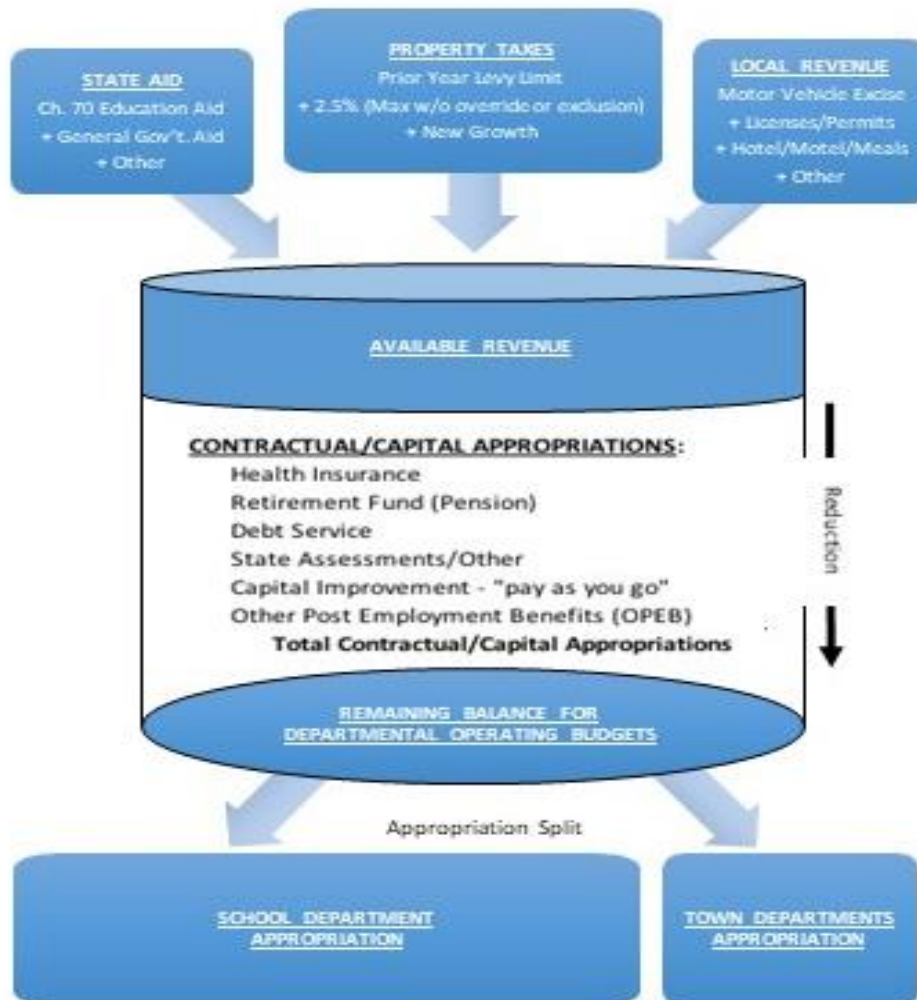 STATE AID
Ch. 70 Education Aid
+ General Gov't. Aid
+ Other
PROPERTY TAXES
Prior Year Levy Limit
+ 2.5% (Max w/o override or exclusion)
+ New Growth
LOCAL REVENUE
Motor Vehicle Excise
+ Licenses/Permits
+ Hotel/Motel/Meals
+ Other
AVAILABLE REVENUE
CONTRACTUAL/CAPITAL APPROPRIATIONS:
Health Insurance
Retirement Fund (Pension)
Debt Service
State Assessments/Other
Capital Improvement - "pay as you go"
Other Post Employment Benefits (OPEB)
Total Contractual/Capital Appropriations
Reduction
REMAINING BALANCE FOR
DEPARTMENTAL OPERATING BUDGETS
Appropriation Split
SCHOOL DEPARTMENT
APPROPRIATION
TOWN DEPARTMENTS
APPROPRIATION